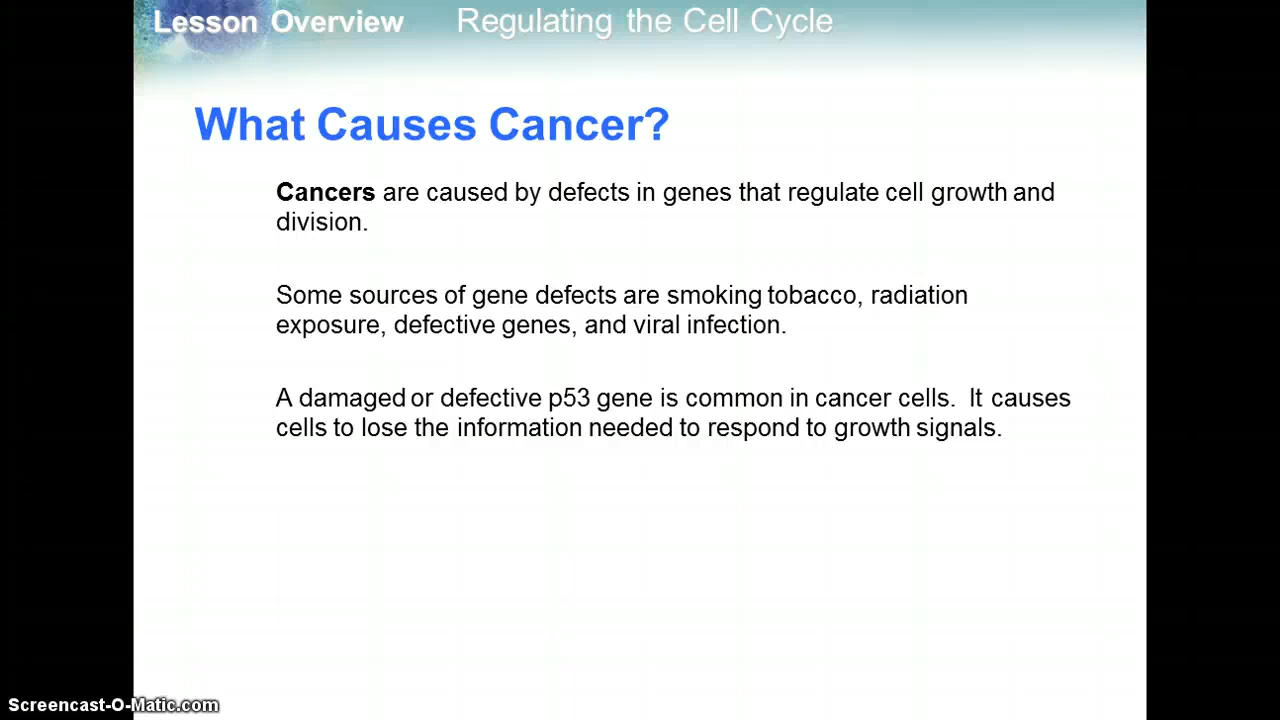 Lesson Overview Regulating the Cell Cycle
What Causes Cancer?
Cancers are caused by defects in genes that regulate cell growth and
division.
Some sources of gene defects are smoking tobacco, radiation
exposure, defective genes, and viral infection.
A damaged or defective p53 gene is common in cancer cells. It causes
cells to lose the information needed to respond to growth signals.
Screencast-O-Matic.com